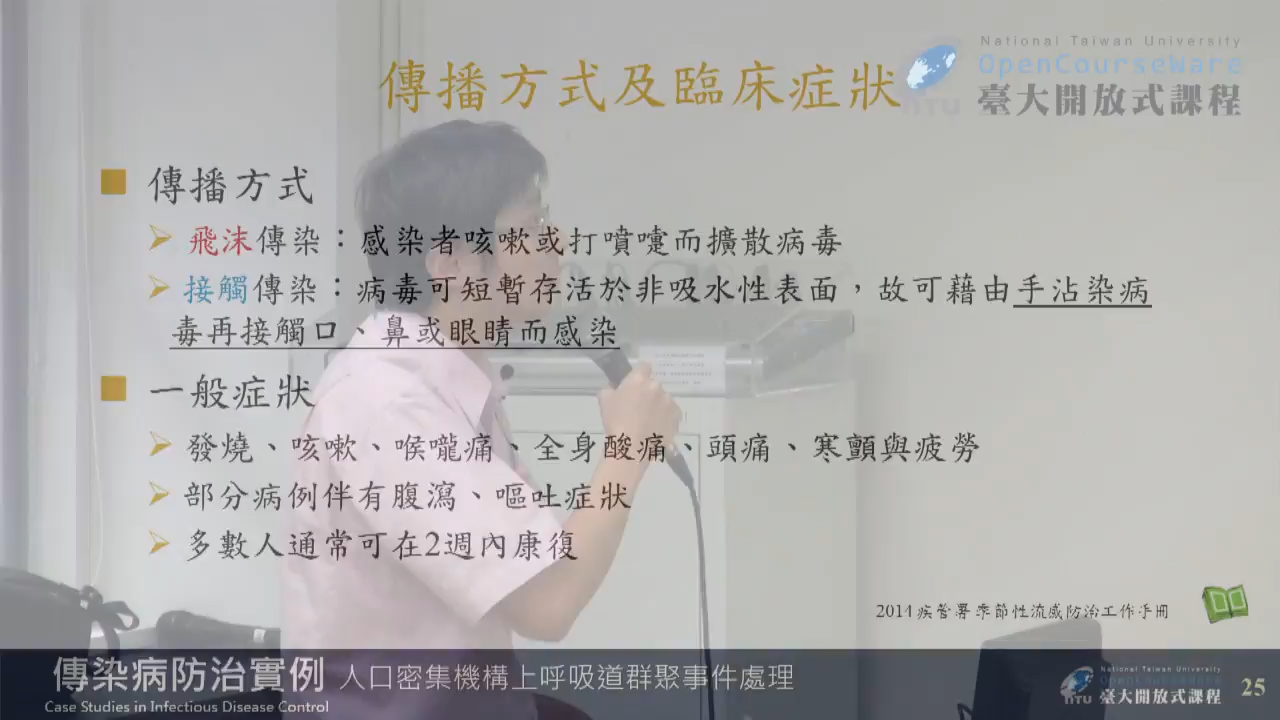 National Taiwan University
OpenCourseWare
臺大開放式課程
NTU
傳播方式及臨床症狀
傳播方式
飛沫傳染：感染者咳嗽或打噴嚏而擴散病毒
接觸傳染：病毒可短暫存活於非吸水性表面，故可藉由手沾染病
毒再接觸口、鼻或眼睛而感染
一般症狀
發燒、咳嗽、喉嚨痛、全身酸痛、頭痛、寒顫與疲勞
部分病例伴有腹瀉、嘔吐症狀
多數人通常可在2週內康復
2014疾管署季節性流感防治工作手冊
傳染病防治實例 人口密集機構上呼吸道群聚事件處理
Case Studies in Infectious Disease Control
National Taiwan University
OpenCourseWare
NTU 臺大開放式課程
25